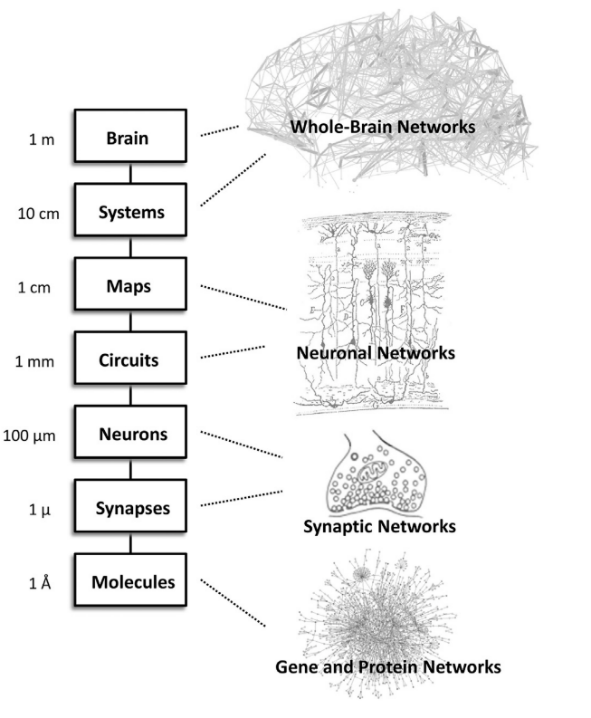 Whole-Brain Networks
1 m Brain
10 cm Systems
1 cm Maps
1 mm Circuits
Neuronal Networks
100 µm Neurons
1 µ Synapses
Synaptic Networks
1 Å Molecules
Gene and Protein Networks